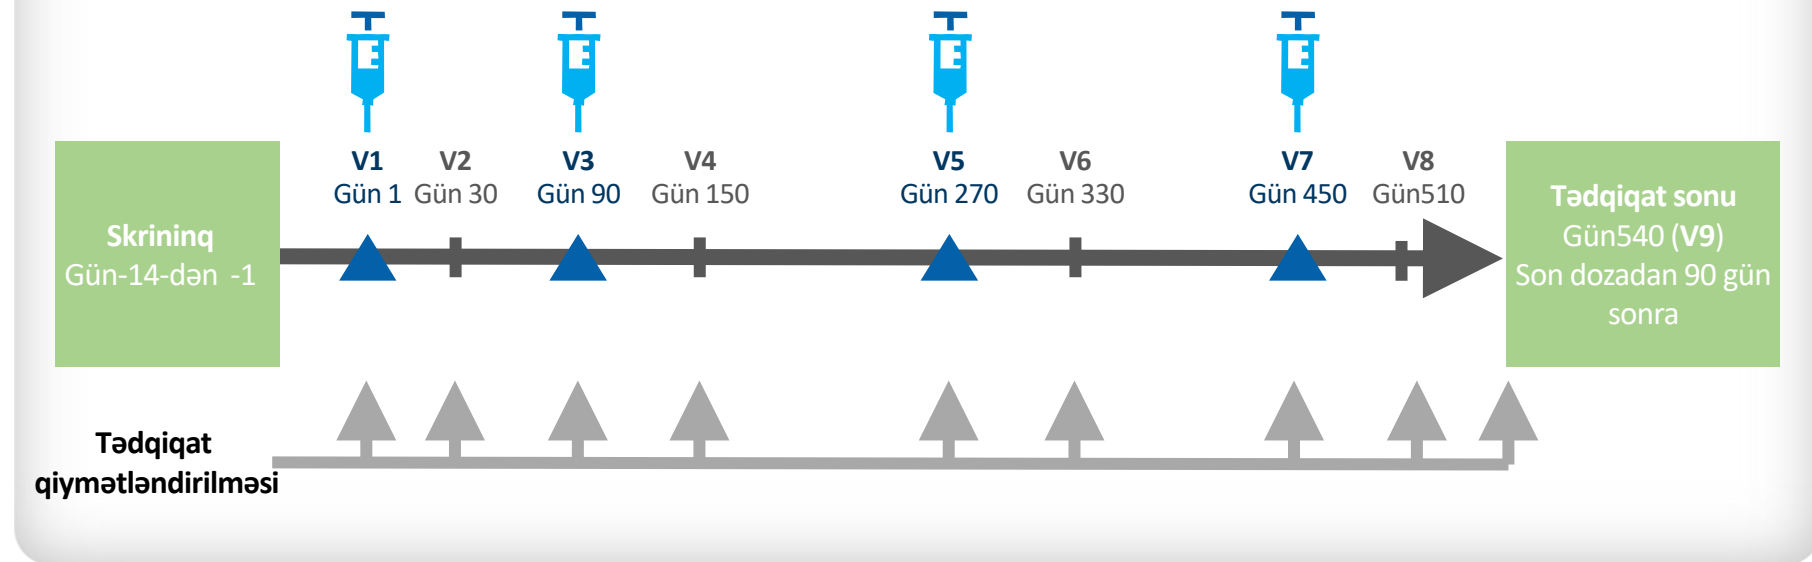 V1
Gün 1
V2
Gün 30
V3
Gün 90
V4
Gün 150
V5
Gün 270
V6
Gün 330
V7
Gün 450
V8
Gün510
Skrininq
Gün-14-dən  -1
Tədqiqat sonu
Gün540 (V9)
Son dozadan 90 gün
sonra
Tədqiqat
qiymətləndirilməsi